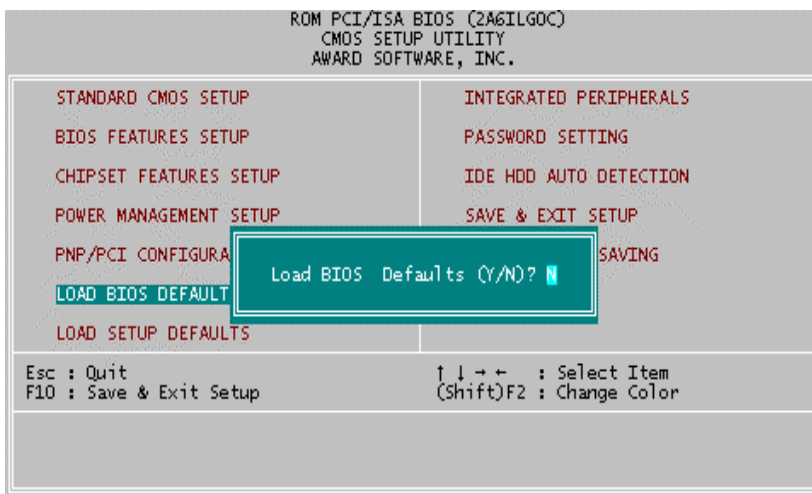 ROM PCI/ISA BIOS (2A6ILG0C)
CMOS SETUP UTILITY
AWARD SOFTWARE, INC.
STANDARD CMOS SETUP
BIOS FEATURES SETUP
CHIPSET FEATURES SETUP
POWER MANAGEMENT SETUP
PNP/PCI CONFIGURA
LOAD BIOS DEFAULT
LOAD SETUP DEFAULTS
INTEGRATED PERIPHERALS
PASSWORD SETTING
IDE HDD AUTO DETECTION
SAVE & EXIT SETUP
SAVING
Load BIOS Defaults (Y/N)? N
Esc : Quit
F10 : Save & Exit Setup
↑ ↓ → ← : Select Item
(Shift)F2 : Change Color